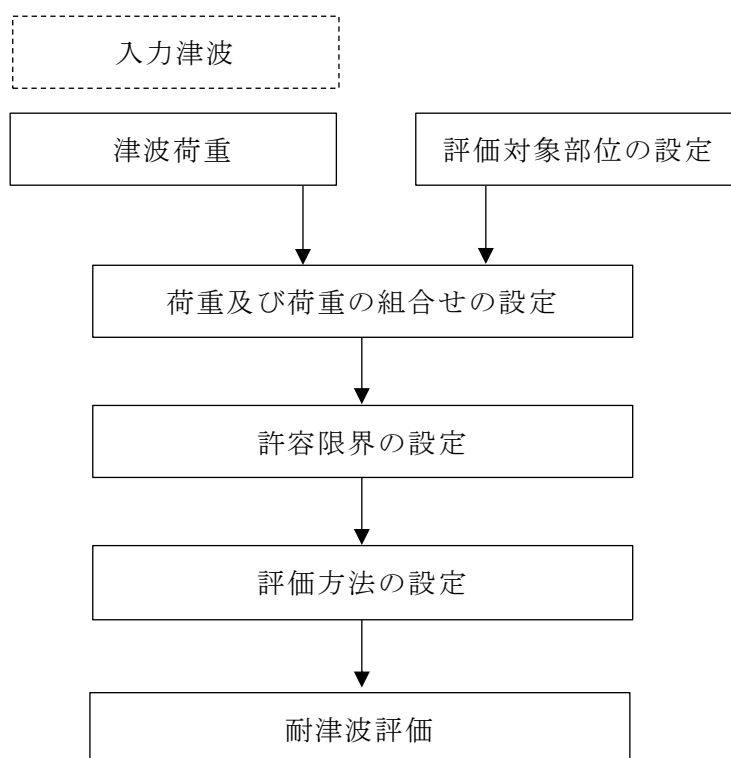 入力津波
津波荷重
評価対象部位の設定
荷重及び荷重の組合せの設定
許容限界の設定
評価方法の設定
耐津波評価